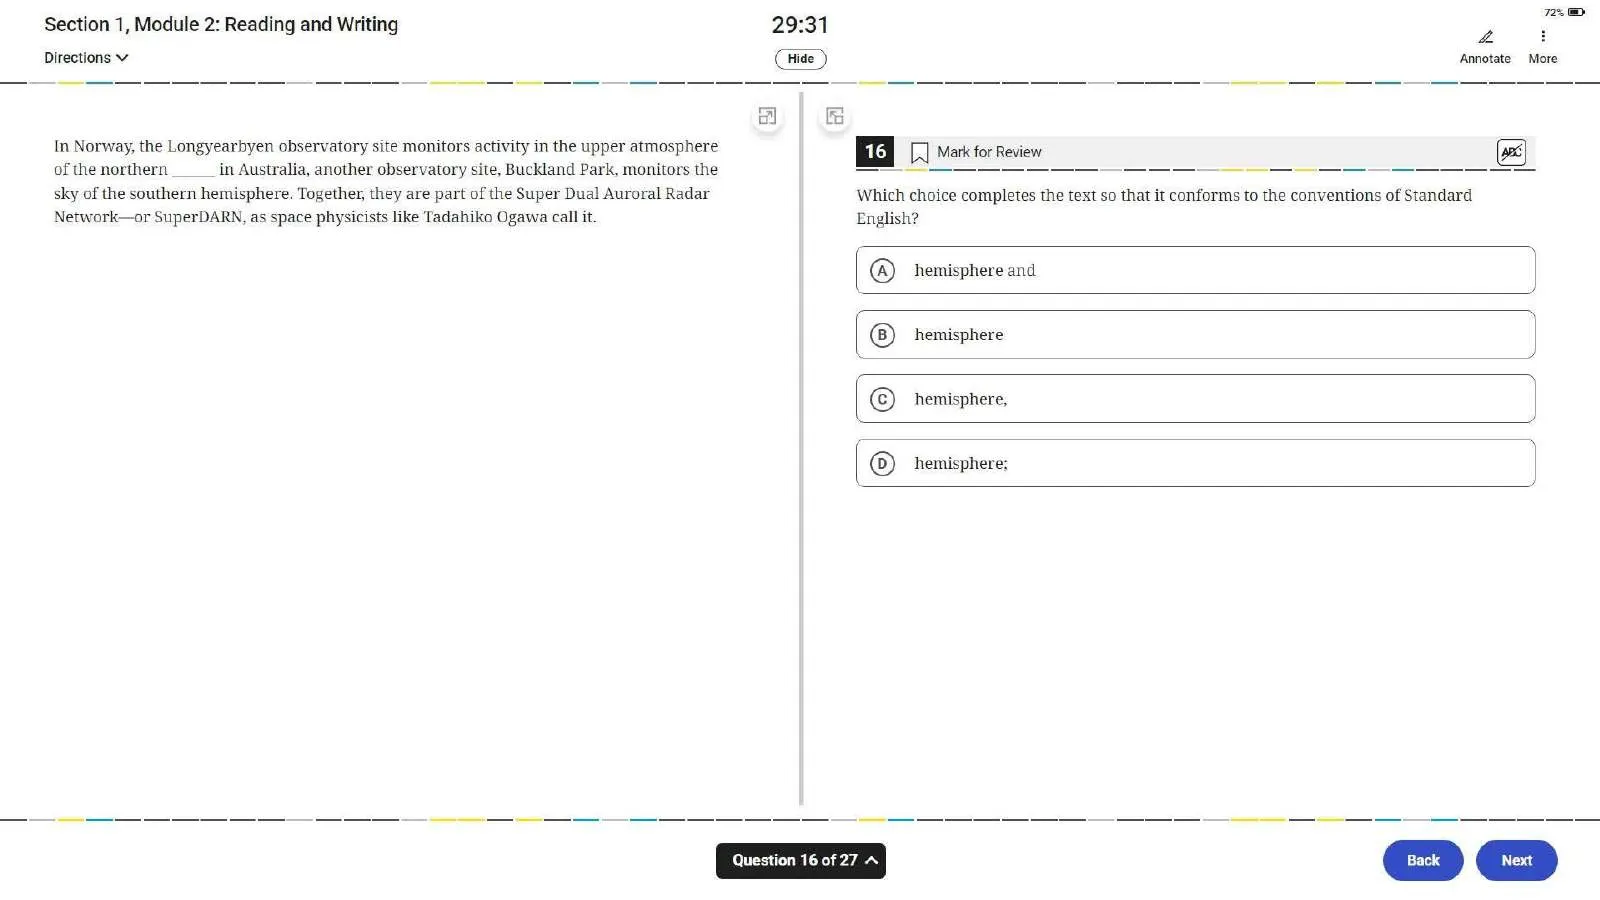 Section 1, Module 2: Reading and Writing
Directions
29:31
Hide
72%
Annotate
More
In Norway, the Longyearbyen observatory site monitors activity in the upper atmosphere
of the northern _____ in Australia, another observatory site, Buckland Park, monitors the
sky of the southern hemisphere. Together, they are part of the Super Dual Auroral Radar
Network—or SuperDARN, as space physicists like Tadahiko Ogawa call it.
16
Mark for Review
ABC
Which choice completes the text so that it conforms to the conventions of Standard
English?
A hemisphere and
B hemisphere
C hemisphere,
D hemisphere;
Question 16 of 27
Back
Next